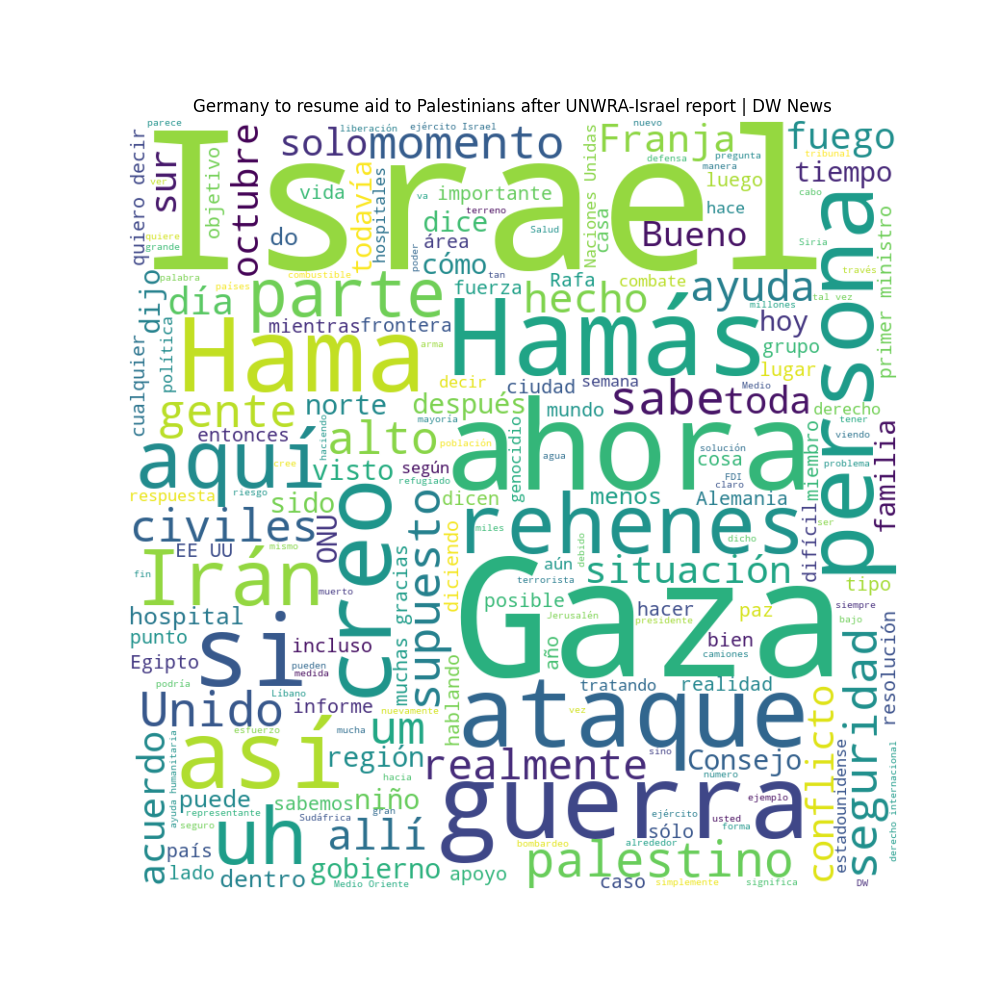 Germany to resume aid to Palestinians after UNWRA-Israel report | DW News
parece
liberación
ejército Israel
nuevo
quiero decir
sur
objetivo
octubre
solo
momento
Franja
fuego
defensa
pregunta
manera
tribunal
tiempo
Israel
vida
todavía
hospitales
va
importante
Naciones Unidas
casa
luego
cabo
ver
dice
terreno
hace
persona
quiere
grande
do
área
Salud
Bueno
Siria
primer ministro
palabra
países
combustible
cómo
poder
tan
Rafa
combate
través
dijo
día
parte
fuerza
hecho
ayuda
millones
tal vez
cualquier
política
mientras
frontera
Hama
Hamás
hoy
arma
grupo
lugar
decir
ciudad
semana
Medio
gente
norte
después
mundo
sabe
toda
derecho
tener
mayoría
entonces
haciendo
alto
ahora
genocidio
miembro
viendo
familia
aquí
cree
visto
según
población
agua
solución
cosa
FDI
claro
problema
respuesta
riesgo
refugiado
sido
creo
supuesto
dicen
menos
Alemania
civiles
ONU
EE UU
mismo
diciendo
miles
rehenes
dicho
difícil
ser
Irán
fin
muerto
muchas gracias
aún
debido
terrorista
situación
tipo
hospital
posible
Gaza
Jerusalén
hacer
presidente
paz
siempre
bajo
punto
si
incluso
año
bien
camiones
seguridad
resolución
Egipto
pueden
medida
podría
Líbano
hablando
tratando
realidad
Unido
informe
nuevamente
ataque
vez
conflicto
acuerdo
así
esfuerzo
um
mucha
sino
estadounidense
derecho internacional
ayuda humanitaria
región
hacia
realmente
Consejo
número
puede
representante
seguro
uh
sabemos
Sudáfrica
niño
gran
guerra
ejército
usted
ejemplo
forma
sólo
país
allí
bombardeo
alrededor
lado
dentro
gobierno
Medio Oriente
apoyo
palestino
caso
simplemente
significa
DW